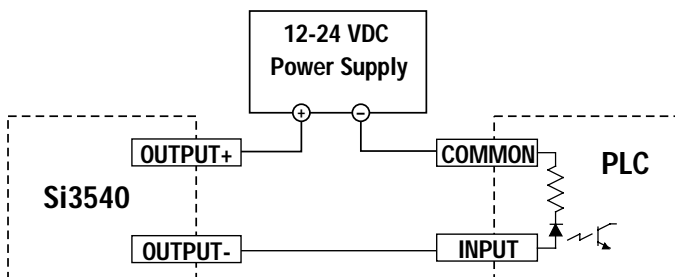 12-24 VDC
Power Supply
+ −
OUTPUT+
COMMON
PLC
Si3540
OUTPUT-
INPUT